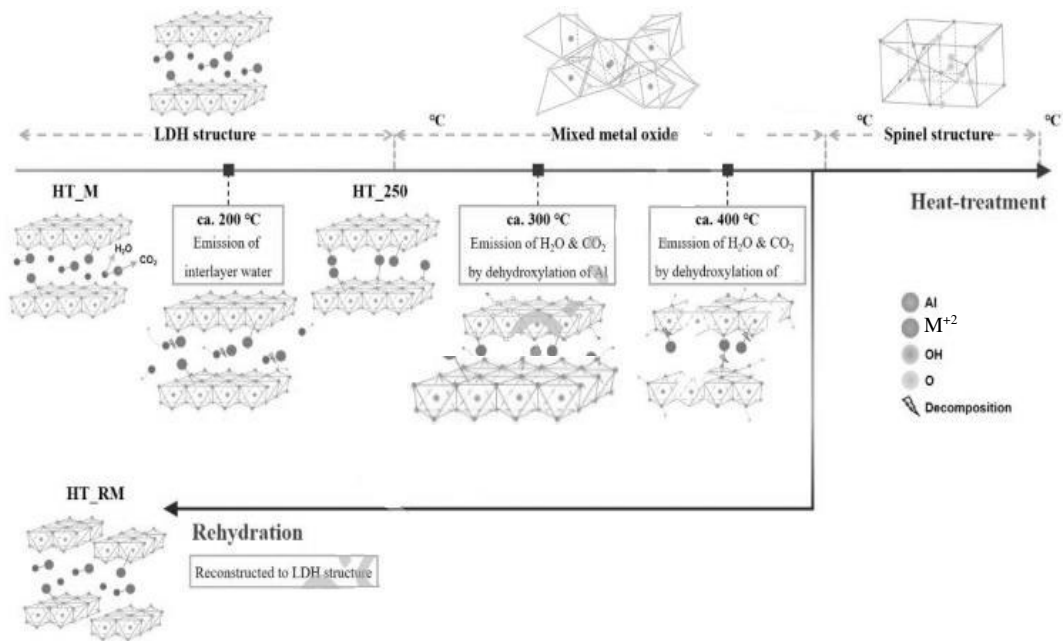 °C
°C
°C
LDH structure
Mixed metal oxide
Spinel structure
HT_M
HT_250
Heat-treatment
H₂O
CO₂
ca. 200 °C
Emission of
interlayer water
ca. 300 °C
Emission of H₂O & CO₂
by dehydroxylation of Al
ca. 400 °C
Emission of H₂O & CO₂
by dehydroxylation of
Al
M⁺²
OH
O
Decomposition
HT_RM
Rehydration
Reconstructed to LDH structure